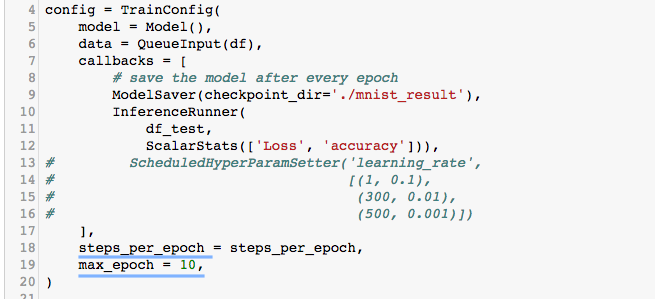 4 config = TrainConfig(
5     model = Model(),
6     data = QueueInput(df),
7     callbacks = [
8         # save the model after every epoch
9         ModelSaver(checkpoint_dir='./mnist_result'),
10         InferenceRunner(
11             df_test,
12             ScalarStats(['Loss', 'accuracy'])),
13 #         ScheduledHyperParamSetter('learning_rate',
14 #                                   [(1, 0.1),
15 #                                    (300, 0.01),
16 #                                    (500, 0.001)])
17     ],
18     steps_per_epoch = steps_per_epoch,
19     max_epoch = 10,
20 )
21